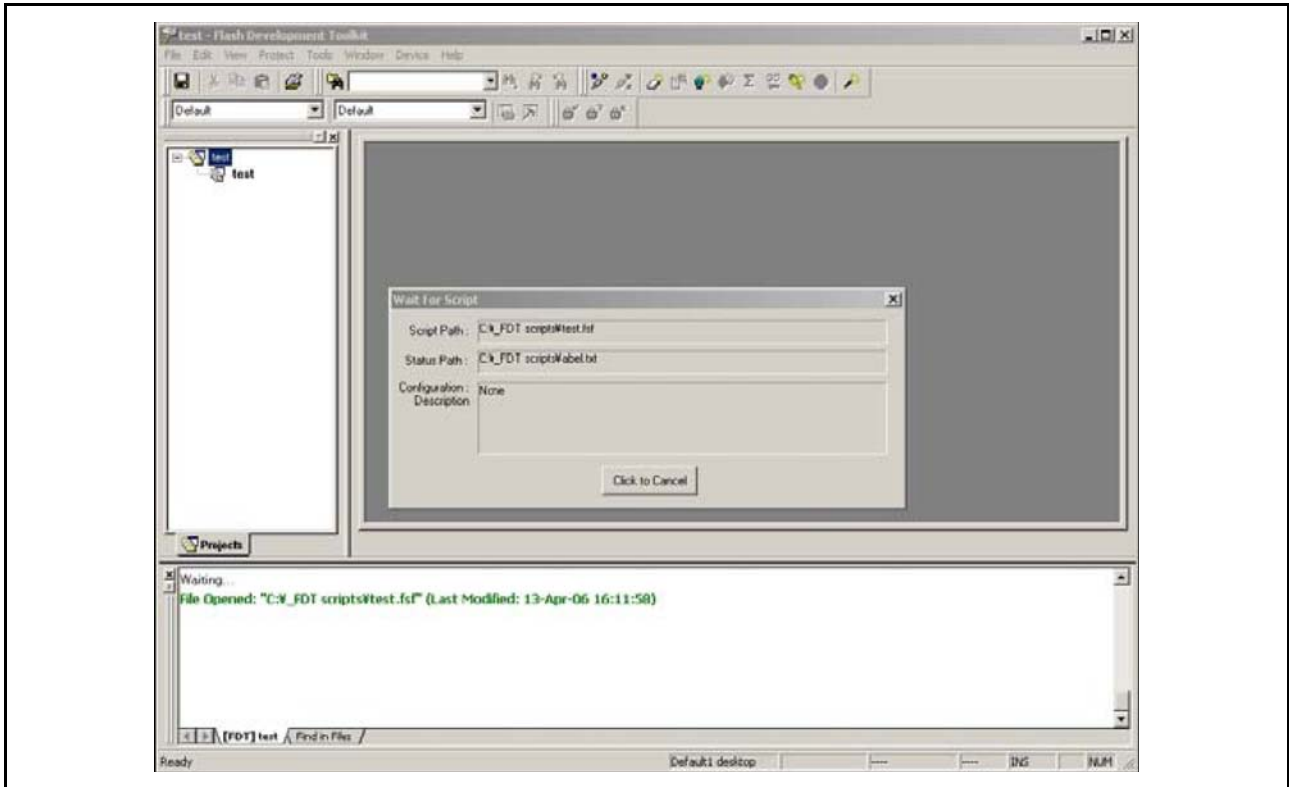 test - Flash Development Toolkit
File Edit View Project Tools Window Device Help
Default Default
test
test
Wait For Script
Script Path : C:¥_FDT scripts¥test.fsf
Status Path : C:¥_FDT scripts¥label.txt
Configuration : None
Description
Click to Cancel
Projects
Waiting...
File Opened: "C:¥_FDT scripts¥test.fsf" (Last Modified: 13-Apr-06 16:11:58)
[FDT] test Find in Files
Ready Default1 desktop ---- ---- INS NUM